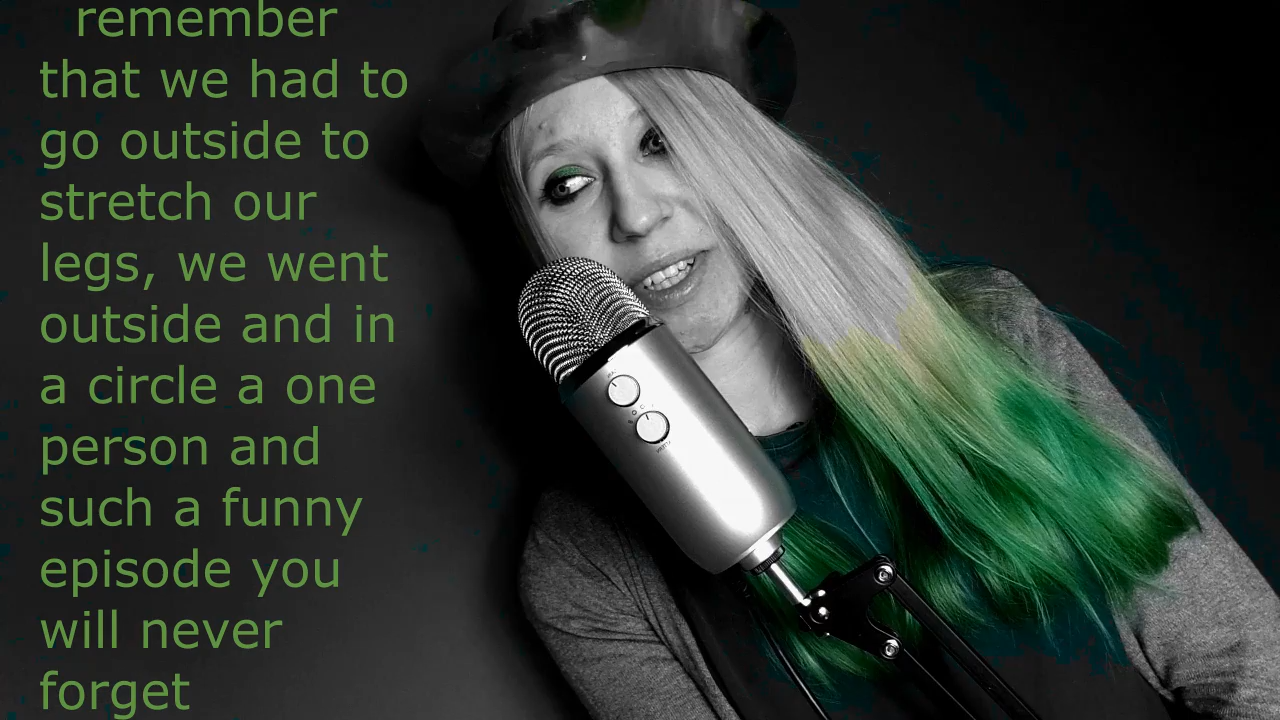 remember
that we had to
go outside to
stretch our
legs, we went
outside and in
a circle a one
person and
such a funny
episode you
will never
forget